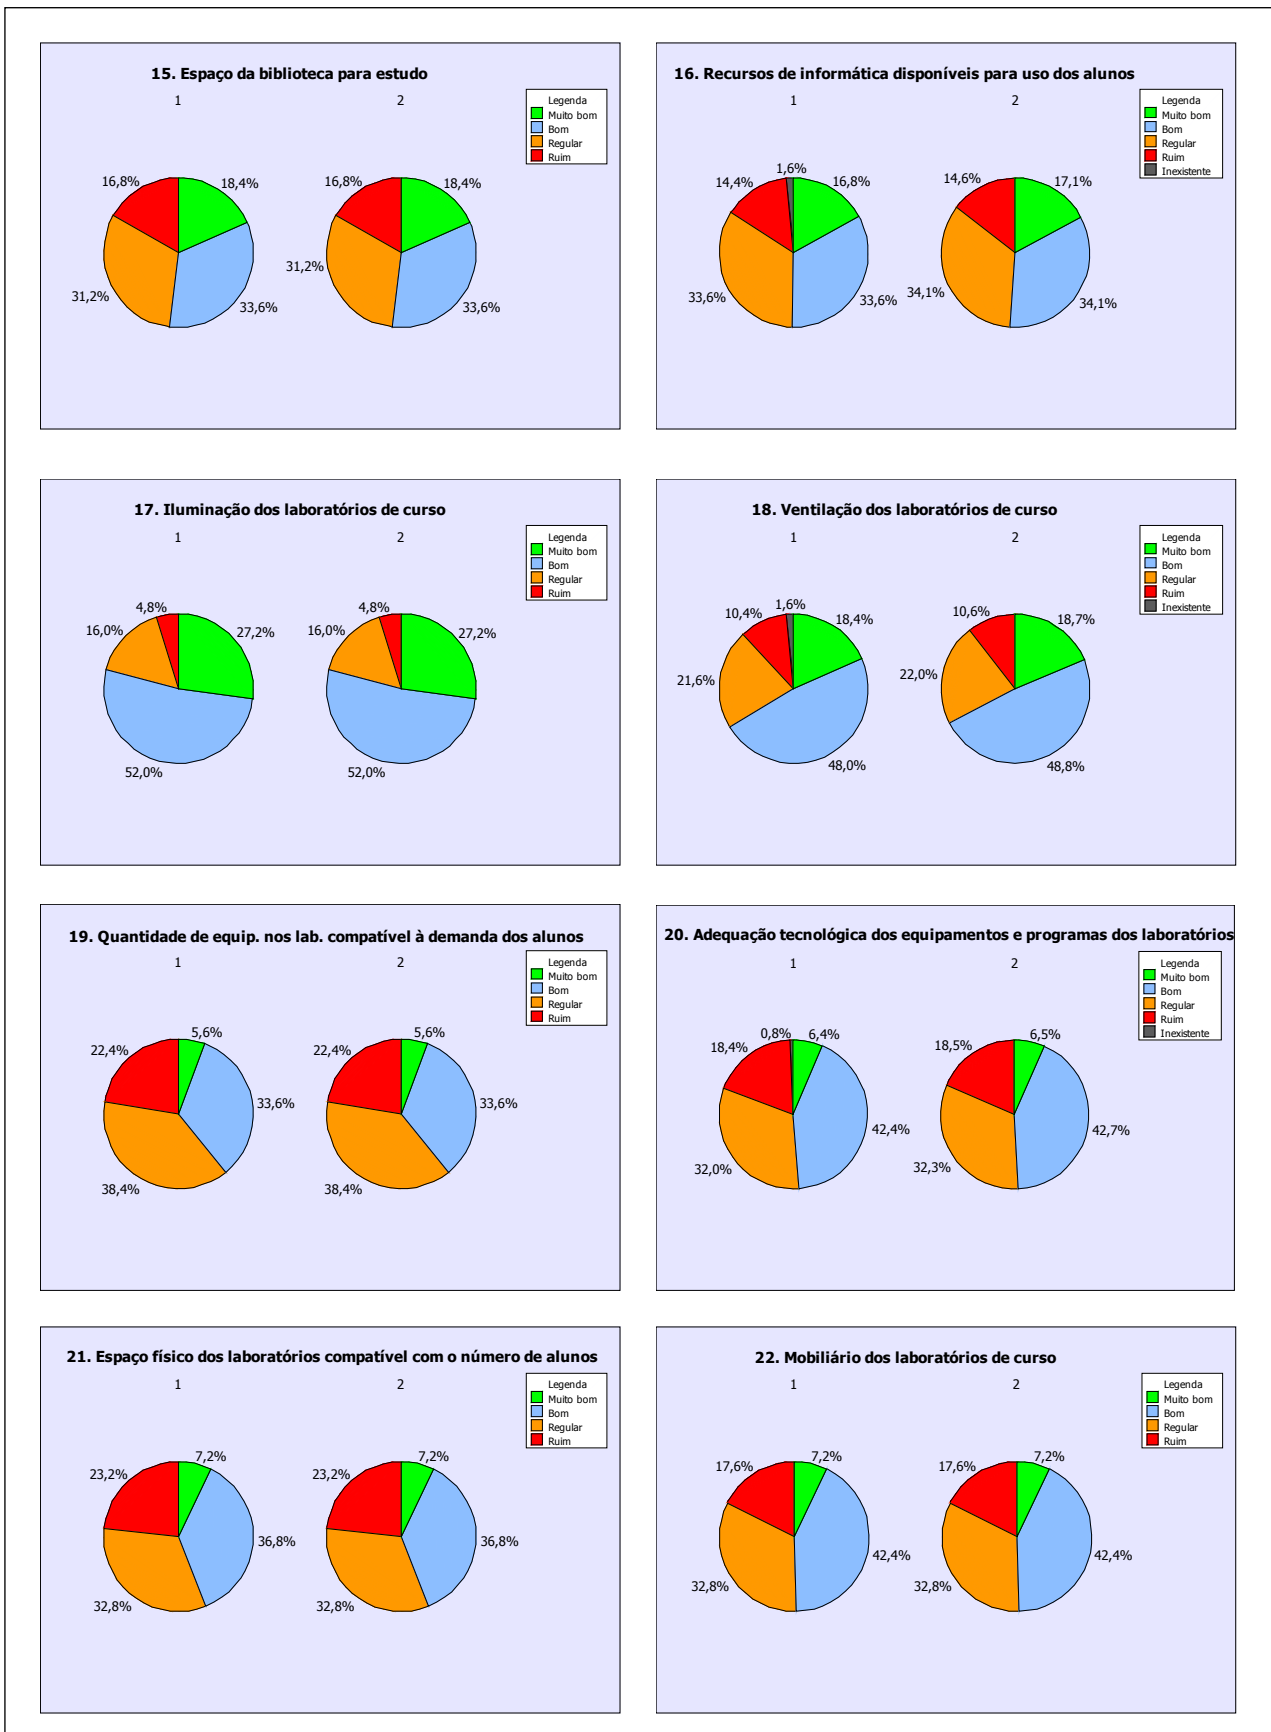 15. Espaço da biblioteca para estudo
1
2
Legenda
Muito bom
Bom
Regular
Ruim
16,8%
18,4%
31,2%
33,6%
16,8%
18,4%
31,2%
33,6%
16. Recursos de informática disponíveis para uso dos alunos
1
2
Legenda
Muito bom
Bom
Regular
Ruim
Inexistente
1,6%
14,4%
16,8%
33,6%
33,6%
14,6%
17,1%
34,1%
34,1%
17. Iluminação dos laboratórios de curso
1
2
Legenda
Muito bom
Bom
Regular
Ruim
4,8%
16,0%
27,2%
52,0%
4,8%
16,0%
27,2%
52,0%
18. Ventilação dos laboratórios de curso
1
2
Legenda
Muito bom
Bom
Regular
Ruim
Inexistente
1,6%
10,4%
18,4%
21,6%
48,0%
10,6%
18,7%
22,0%
48,8%
19. Quantidade de equip. nos lab. compatível à demanda dos alunos
1
2
Legenda
Muito bom
Bom
Regular
Ruim
5,6%
22,4%
33,6%
38,4%
5,6%
22,4%
33,6%
38,4%
20. Adequação tecnológica dos equipamentos e programas dos laboratórios
1
2
Legenda
Muito bom
Bom
Regular
Ruim
Inexistente
0,8%
6,4%
18,4%
42,4%
32,0%
6,5%
18,5%
42,7%
32,3%
21. Espaço físico dos laboratórios compatível com o número de alunos
1
2
Legenda
Muito bom
Bom
Regular
Ruim
7,2%
23,2%
36,8%
32,8%
7,2%
23,2%
36,8%
32,8%
22. Mobiliário dos laboratórios de curso
1
2
Legenda
Muito bom
Bom
Regular
Ruim
7,2%
17,6%
42,4%
32,8%
7,2%
17,6%
42,4%
32,8%